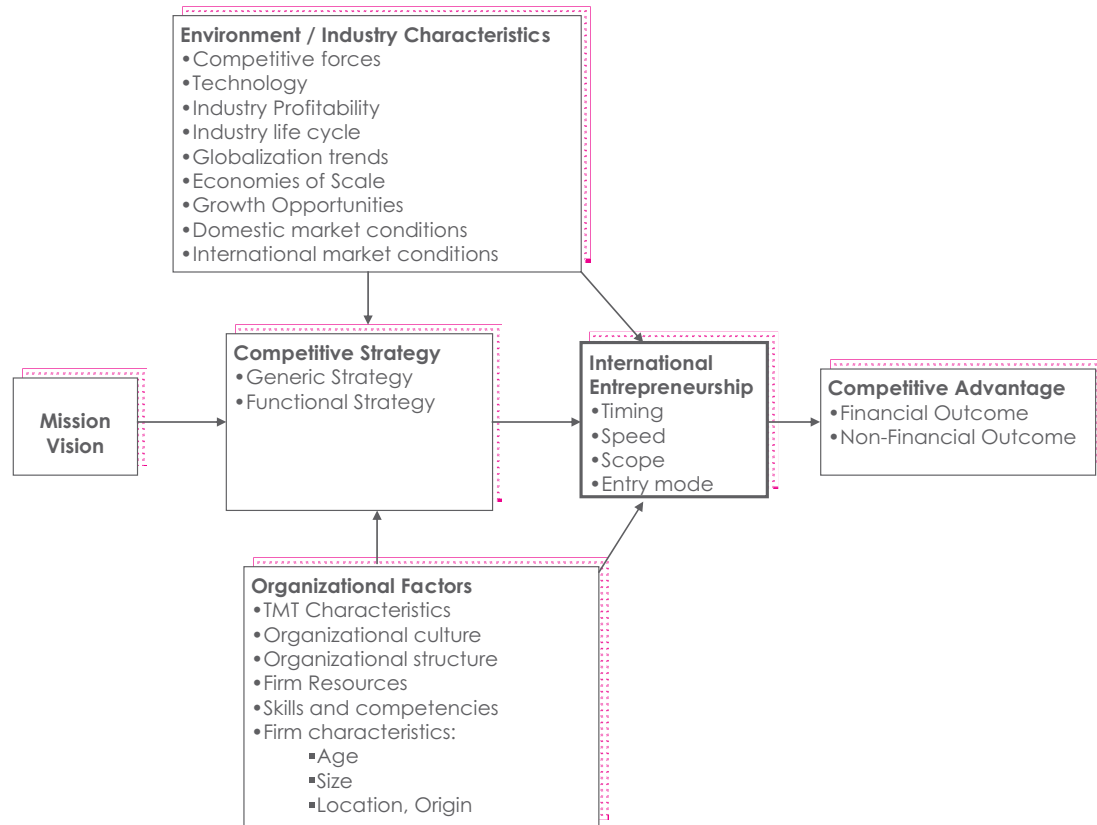 Environment / Industry Characteristics
•Competitive forces
•Technology
•Industry Profitability
•Industry life cycle
•Globalization trends
•Economies of Scale
•Growth Opportunities
•Domestic market conditions
•International market conditions
Mission
Vision
Competitive Strategy
•Generic Strategy
•Functional Strategy
International
Entrepreneurship
•Timing
•Speed
•Scope
•Entry mode
Competitive Advantage
•Financial Outcome
•Non-Financial Outcome
Organizational Factors
•TMT Characteristics
•Organizational culture
•Organizational structure
•Firm Resources
•Skills and competencies
•Firm characteristics:
▪Age
▪Size
▪Location, Origin